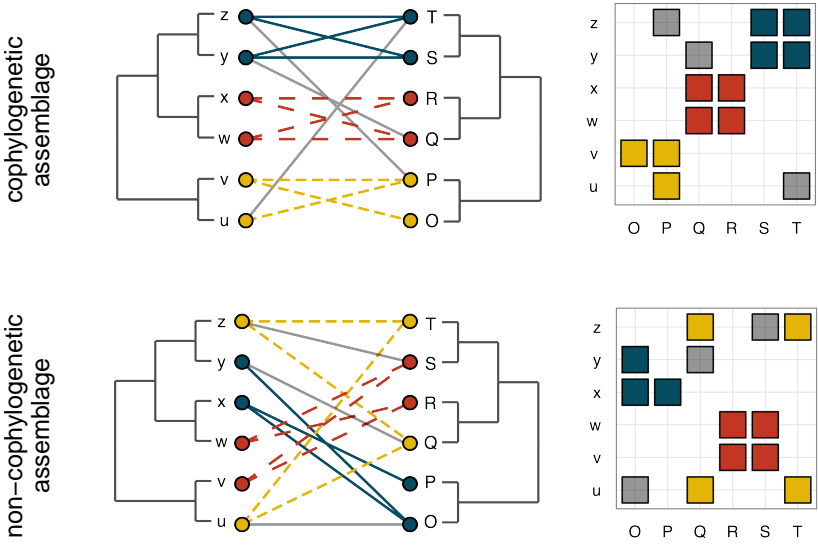 cophylogenetic
assemblage
z T
y S
x R
w Q
v P
u O
z
y
x
w
v
u
O P Q R S T
non−cophylogenetic
assemblage
z T
y S
x R
w Q
v P
u O
z
y
x
w
v
u
O P Q R S T